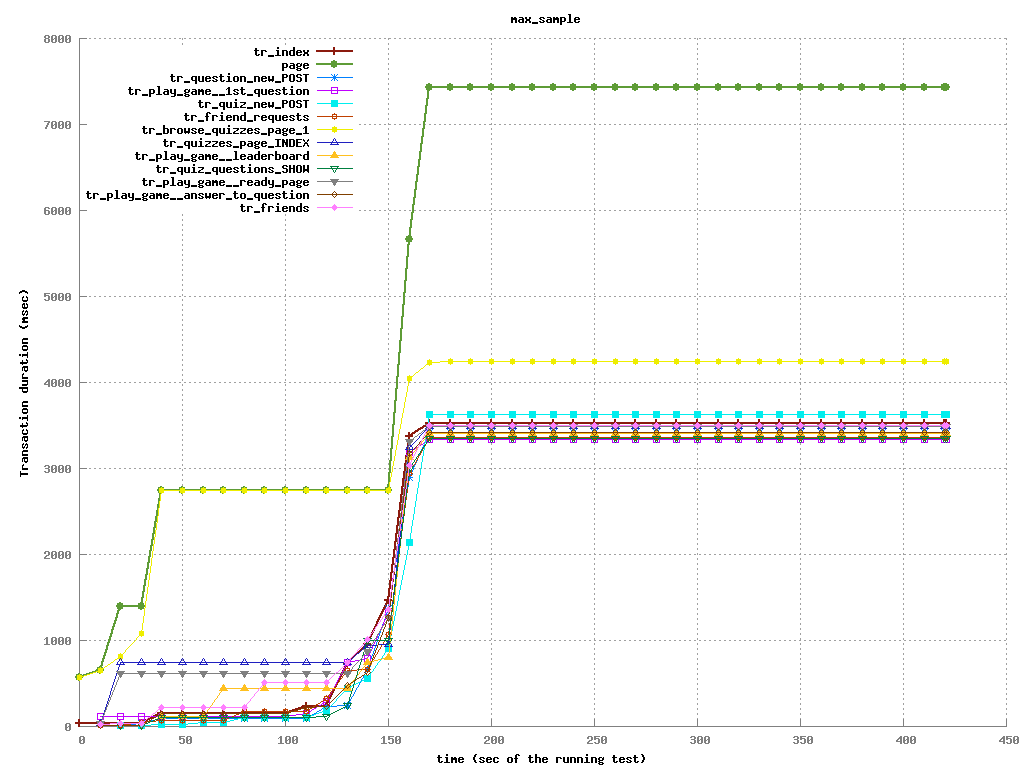 max_sample
Transaction duration (msec)
8000
7000
6000
5000
4000
3000
2000
1000
0
tr_index
page
tr_question_new_POST
tr_play_game__1st_question
tr_quiz_new_POST
tr_friend_requests
tr_browse_quizzes_page_1
tr_quizzes_page_INDEX
tr_play_game__leaderboard
tr_quiz_questions_SHOW
tr_play_game__ready_page
tr_play_game__answer_to_question
tr_friends
0 50 100 150 200 250 300 350 400 450
time (sec of the running test)